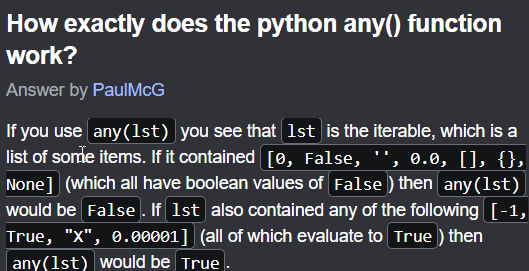 How exactly does the python any() function
work?
Answer by PaulMcG
If you use any(lst) you see that lst is the iterable, which is a
list of some items. If it contained [0, False, '', 0.0, [], {},
None] (which all have boolean values of False) then any(lst)
would be False. If lst also contained any of the following [-1,
True, "X", 0.00001] (all of which evaluate to True) then
any(lst) would be True.